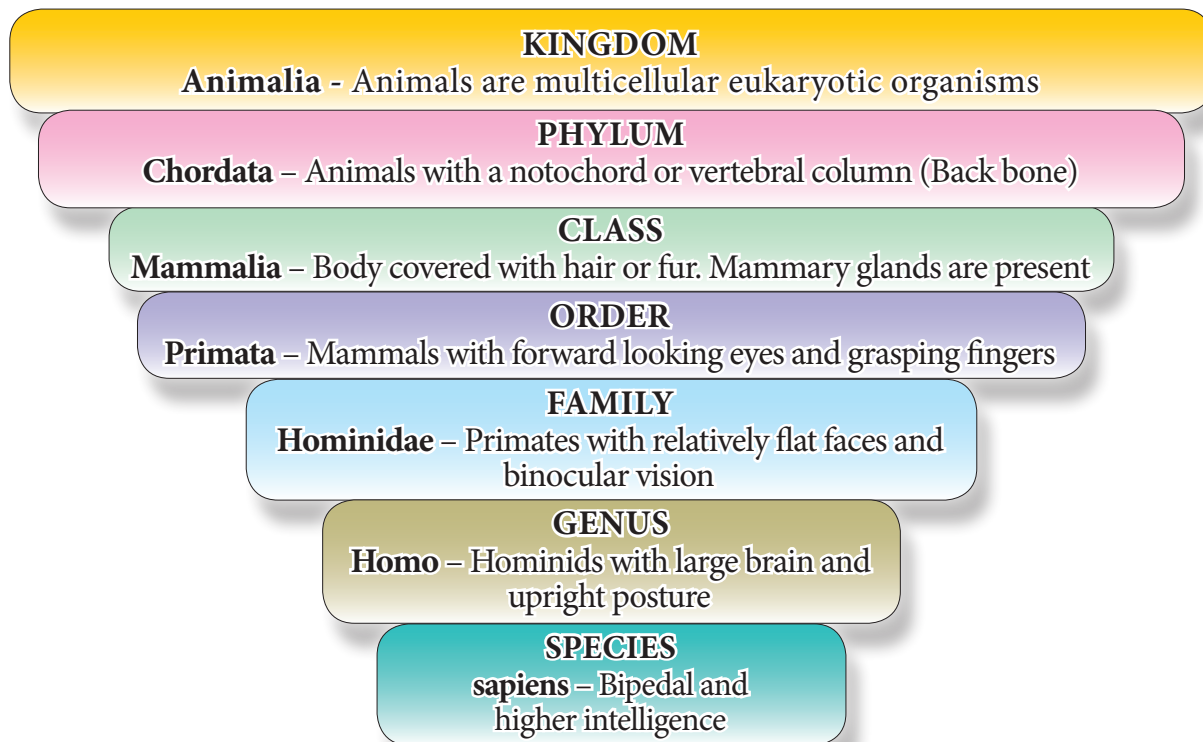 KINGDOM
Animalia - Animals are multicellular eukaryotic organisms
PHYLUM
Chordata – Animals with a notochord or vertebral column (Back bone)
CLASS
Mammalia – Body covered with hair or fur. Mammary glands are present
ORDER
Primata – Mammals with forward looking eyes and grasping fingers
FAMILY
Hominidae – Primates with relatively flat faces and
binocular vision
GENUS
Homo – Hominids with large brain and
upright posture
SPECIES
sapiens – Bipedal and
higher intelligence